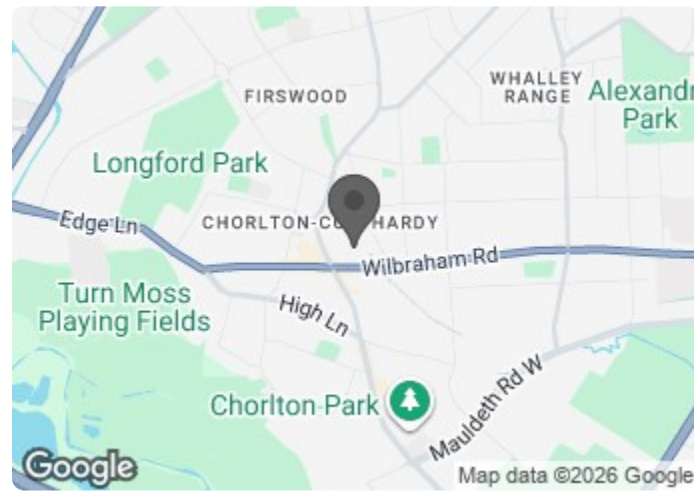 FIRSWOOD
WHALLEY
RANGE
Alexandr
Park
Longford Park
Edge Ln
CHORLTON-CU HARDY
Wilbraham Rd
Turn Moss
Playing Fields
High Ln
Chorlton Park
Mauldeth Rd W
Google
Map data ©2026 Google